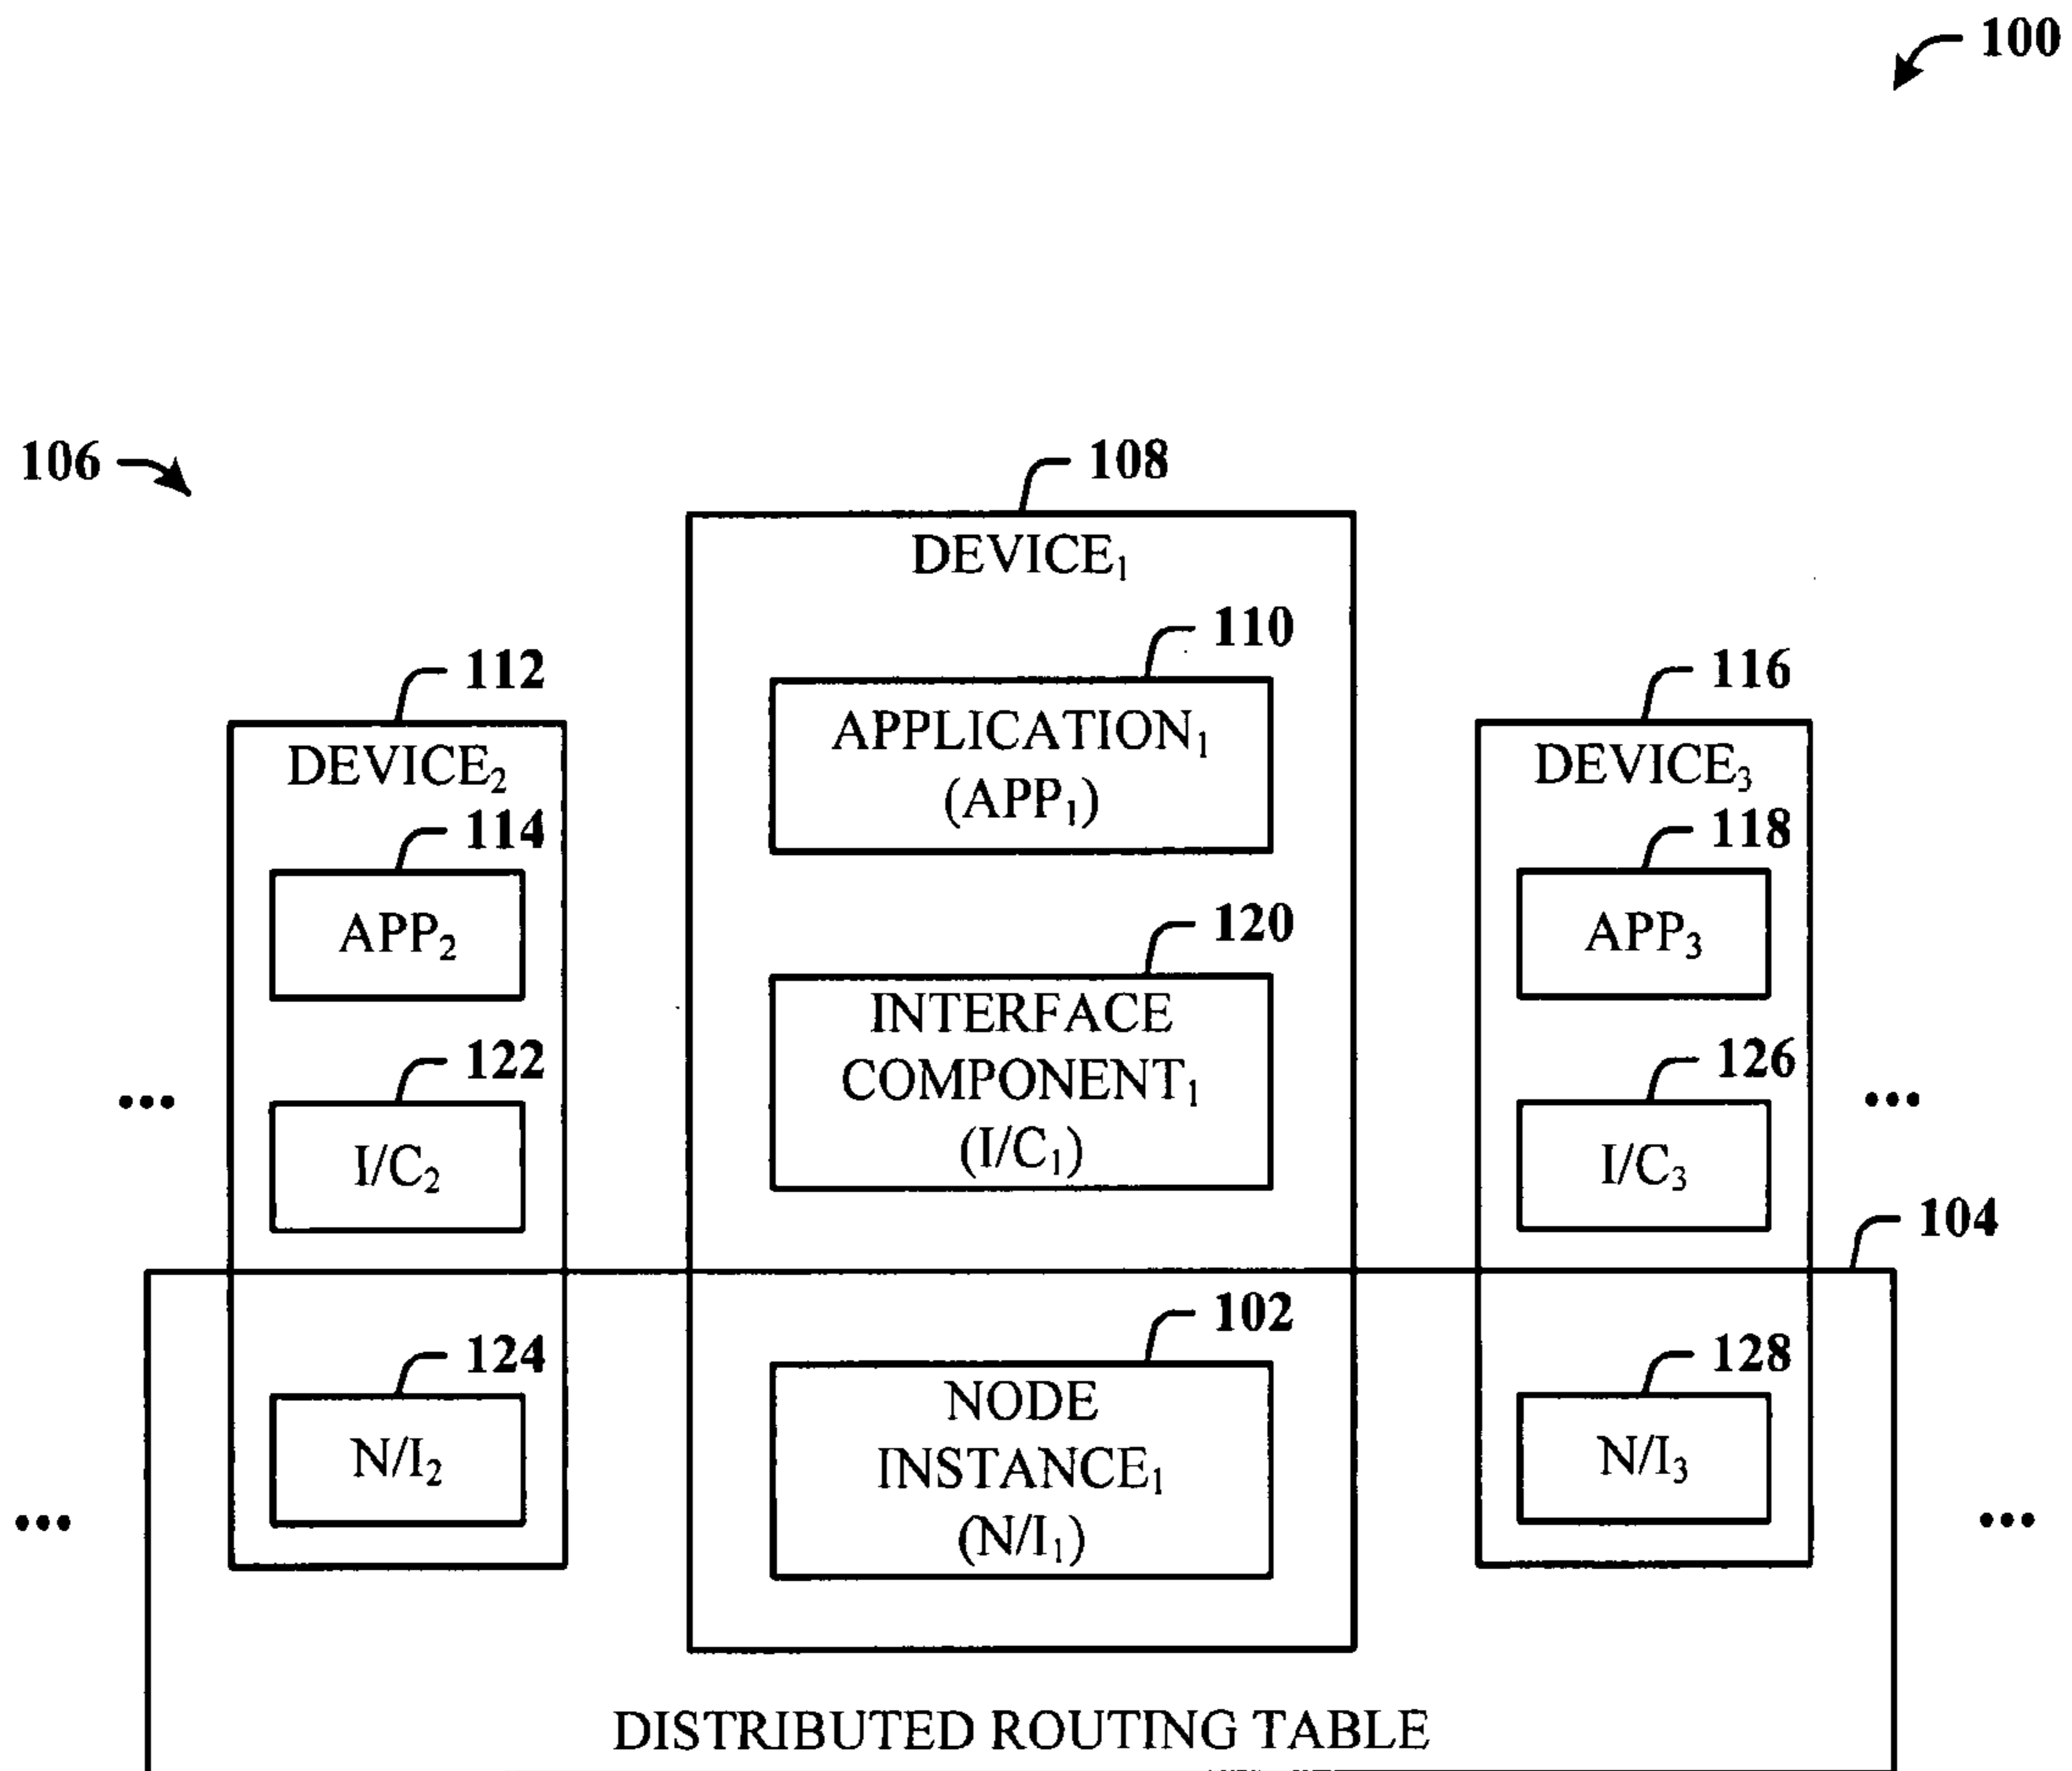 100
106
108
DEVICE₁
110
112
116
APPLICATION₁
(APP₁)
DEVICE₂
DEVICE₃
114
118
APP₂
APP₃
120
INTERFACE
COMPONENT₁
(I/C₁)
122
126
...
...
I/C₂
I/C₃
104
102
124
128
NODE
INSTANCE₁
(N/I₁)
N/I₂
N/I₃
...
...
DISTRIBUTED ROUTING TABLE